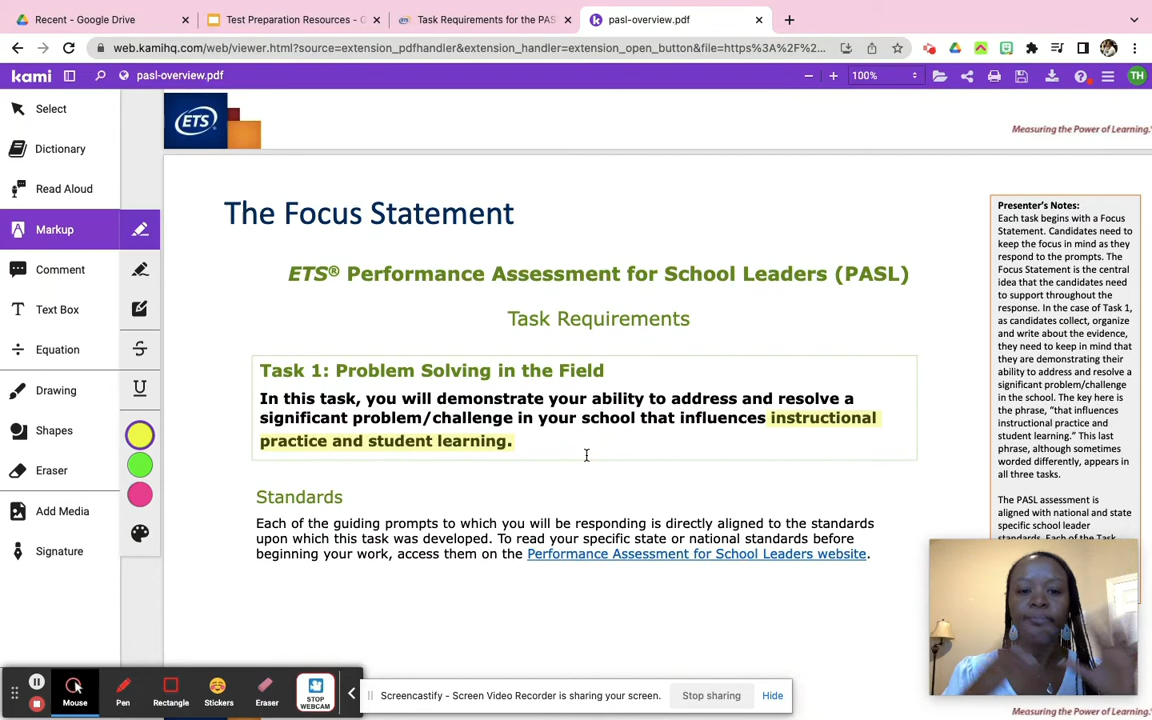 Recent - Google Drive
Test Preparation Resources - G
Task Requirements for the PAS
pasl-overview.pdf
web.kamihq.com/web/viewer.html?source=extension_pdfhandler&extension_handler=extension_open_button&file=https%3A%2F%2...
kami
pasl-overview.pdf
100%
TH
Select
Dictionary
Read Aloud
Markup
Comment
Text Box
Equation
Drawing
Shapes
Eraser
Add Media
Signature
ETS
Measuring the Power of Learning.®
The Focus Statement
ETS® Performance Assessment for School Leaders (PASL)
Task Requirements
Task 1: Problem Solving in the Field
In this task, you will demonstrate your ability to address and resolve a
significant problem/challenge in your school that influences instructional
practice and student learning.
Standards
Each of the guiding prompts to which you will be responding is directly aligned to the standards
upon which this task was developed. To read your specific state or national standards before
beginning your work, access them on the Performance Assessment for School Leaders website.
Presenter's Notes:
Each task begins with a Focus
Statement. Candidates need to
keep the focus in mind as they
respond to the prompts. The
Focus Statement is the central
idea that the candidates need
to support throughout the
response. In the case of Task 1,
as candidates collect, organize
and write about the evidence,
they need to keep in mind that
they are demonstrating their
ability to address and resolve a
significant problem/challenge
in the school. The key here is
the phrase, "that influences
instructional practice and
student learning." This last
phrase, although sometimes
worded differently, appears in
all three tasks.
The PASL assessment is
aligned with national and state
specific school leader
standards. Each of the Task
Mouse
Pen
Rectangle
Stickers
Eraser
STOP
WEBCAM
Screencastify - Screen Video Recorder is sharing your screen.
Stop sharing
Hide
Measuring the Power of Learning.®